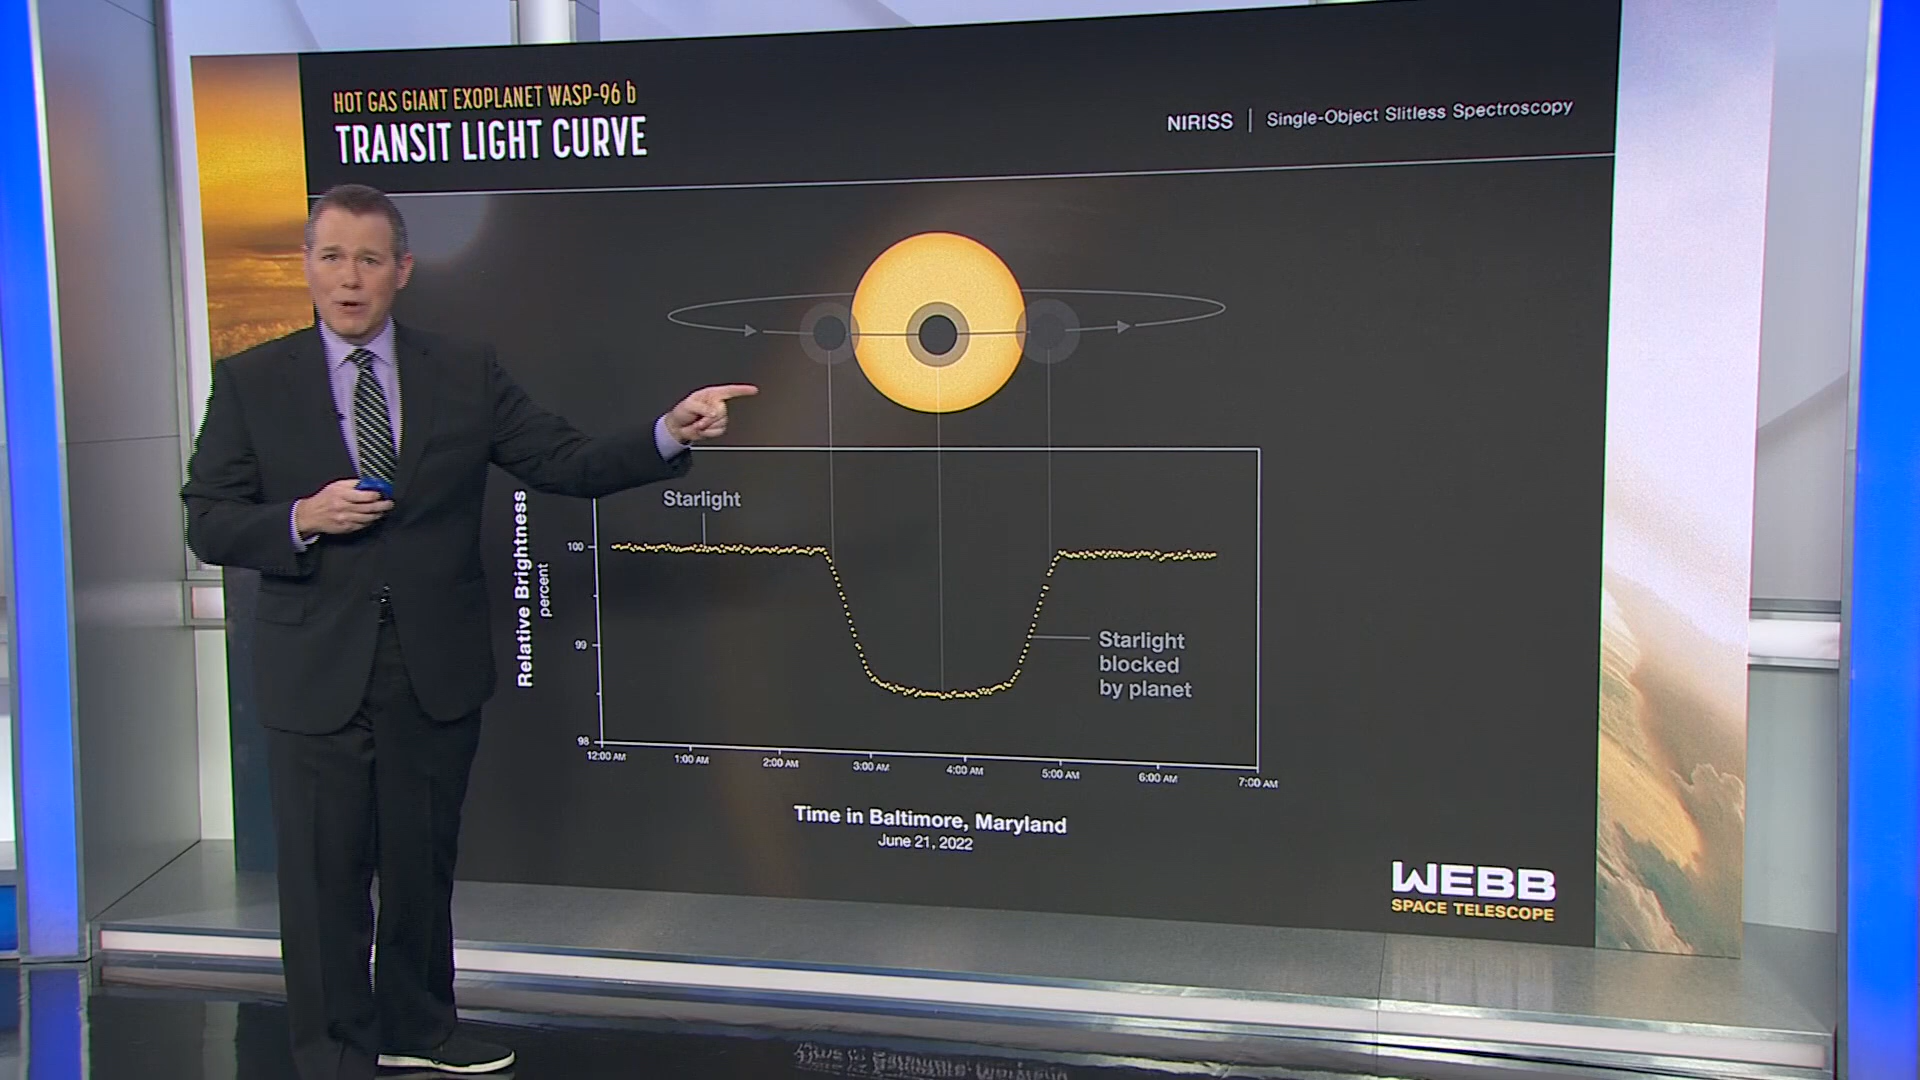 HOT GAS GIANT EXOPLANET WASP-96 b
TRANSIT LIGHT CURVE
NIRISS | Single-Object Slitless Spectroscopy
Starlight
Relative Brightness
percent
100
99
98
Starlight
blocked
by planet
12:00 AM 1:00 AM 2:00 AM 3:00 AM 4:00 AM 5:00 AM 6:00 AM 7:00 AM
Time in Baltimore, Maryland
June 21, 2022
WEBB
SPACE TELESCOPE